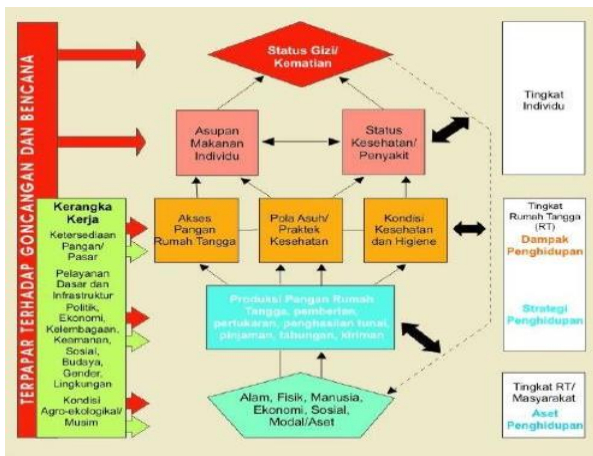 TERPAPAR TERHADAP GONCANGAN DAN BENCANA
Status Gizi/
Kematian
Asupan
Makanan
Individu
Status
Kesehatan/
Penyakit
Tingkat
Individu
Kerangka
Kerja
Ketersediaan
Pangan/
Pasar
Pelayanan
Dasar dan
Infrastruktur
Politik,
Ekonomi,
Kelembagaan,
Keamanan,
Sosial,
Budaya,
Gender,
Lingkungan
Kondisi
Agro-ekologikal/
Musim
Akses
Pangan
Rumah Tangga
Pola Asuh/
Praktek
Kesehatan
Kondisi
Kesehatan
dan Higiene
Tingkat
Rumah Tangga
(RT)
Dampak
Penghidupan
Strategi
Penghidupan
Produksi Pangan Rumah
Tangga, pemberian,
pertukaran, penghasilan tunai,
pinjaman, tabungan, kiriman
Alam, Fisik, Manusia,
Ekonomi, Sosial,
Modal/Aset
Tingkat RT/
Masyarakat
Aset
Penghidupan